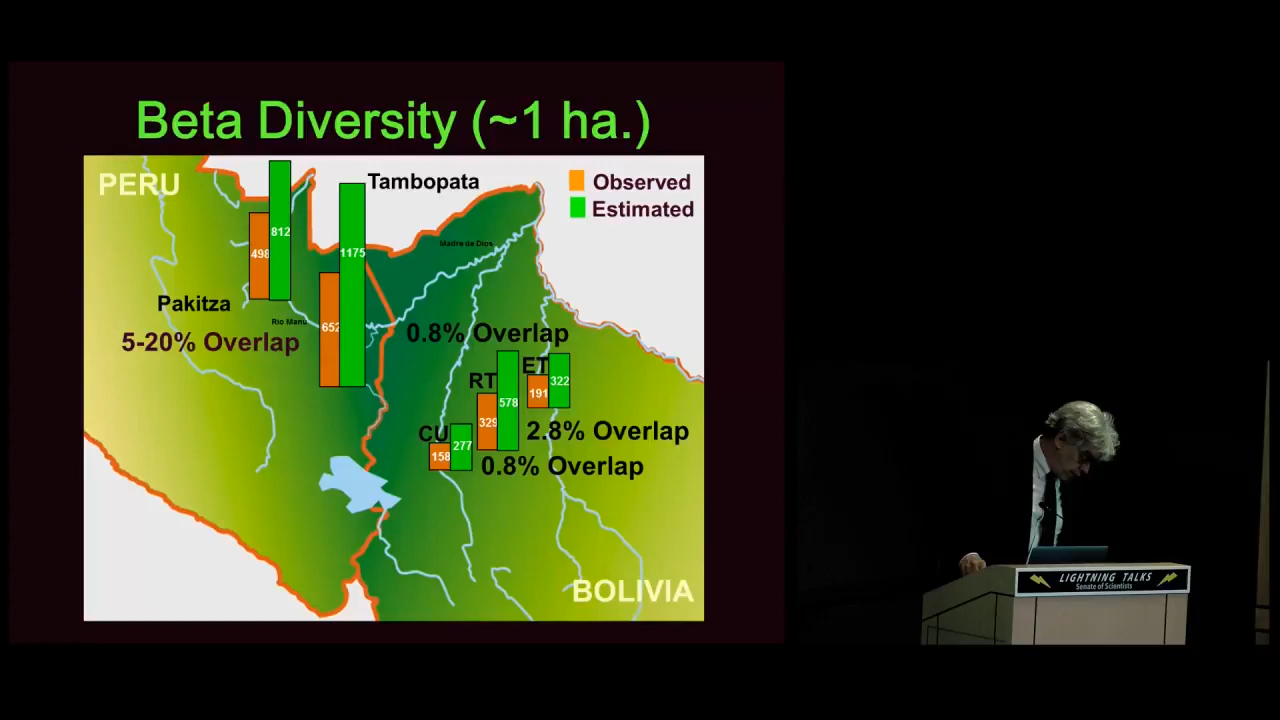 Beta Diversity (~1 ha.)
PERU
Tambopata
Observed
Estimated
812
498
1175
Madre de Dios
Pakitza
Rio Manu
652
5-20% Overlap
0.8% Overlap
ET
322
RT
191
578
329
CU
277
158
2.8% Overlap
0.8% Overlap
BOLIVIA
LIGHTNING TALKS
Senate of Scientists